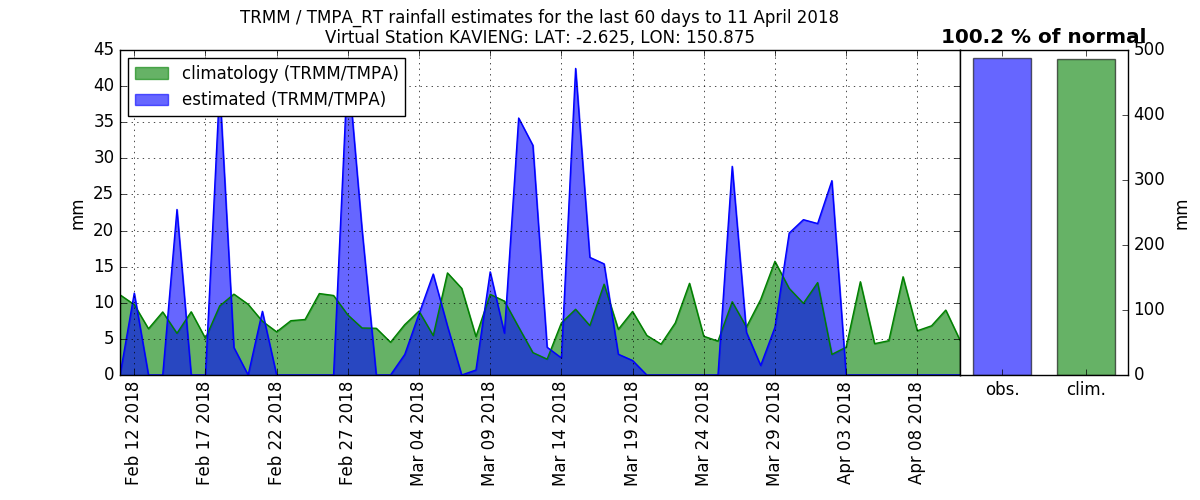 TRMM / TMPA_RT rainfall estimates for the last 60 days to 11 April 2018
Virtual Station KAVIENG: LAT: -2.625, LON: 150.875
100.2 % of normal
climatology (TRMM/TMPA)
estimated (TRMM/TMPA)
45
40
35
30
25
20
15
10
5
0
mm
Feb 12 2018
Feb 17 2018
Feb 22 2018
Feb 27 2018
Mar 04 2018
Mar 09 2018
Mar 14 2018
Mar 19 2018
Mar 24 2018
Mar 29 2018
Apr 03 2018
Apr 08 2018
obs.
clim.
500
400
300
200
100
0
mm